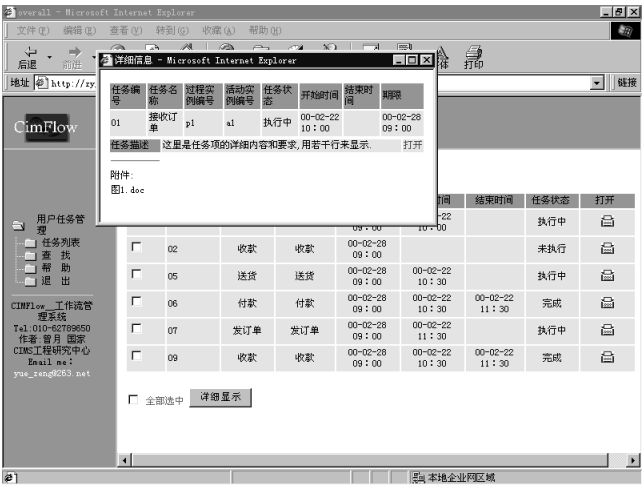 overall - Microsoft Internet Explorer
文件(F) 编辑(E) 查看(V) 转到(G) 收藏(A) 帮助(H)
后退 前进 打印
地址 http://zy. 链接
详细信息 - Microsoft Internet Explorer
任务编号 任务名称 过程实例编号 活动实例编号 任务状态 开始时间 结束时间 期限
01 接收订单 p1 a1 执行中 00-02-22 10：00 00-02-28 09：00
任务描述 这里是任务项的详细内容和要求,用若干行来显示. 打开
附件:
图1.doc
CimFlow
用户任务管理
任务列表
查 找
帮 助
退 出
CIMFlow__工作流管理系统
Tel:010-62789650
作者:曾月 国家
CIMS工程研究中心
Email me:
yue_zeng@263.net
结束时间 任务状态 打开
09：00 10：00 执行中
02 收款 收款 00-02-28 09：00 未执行
05 送货 送货 00-02-28 09：00 00-02-22 10：30 执行中
06 付款 付款 00-02-28 09：00 00-02-22 10：30 00-02-22 11：30 完成
07 发订单 发订单 00-02-28 09：00 00-02-22 11：30 执行中
09 收款 收款 00-02-28 09：00 00-02-22 10：30 00-02-22 11：30 完成
全部选中 详细显示
本地企业网区域